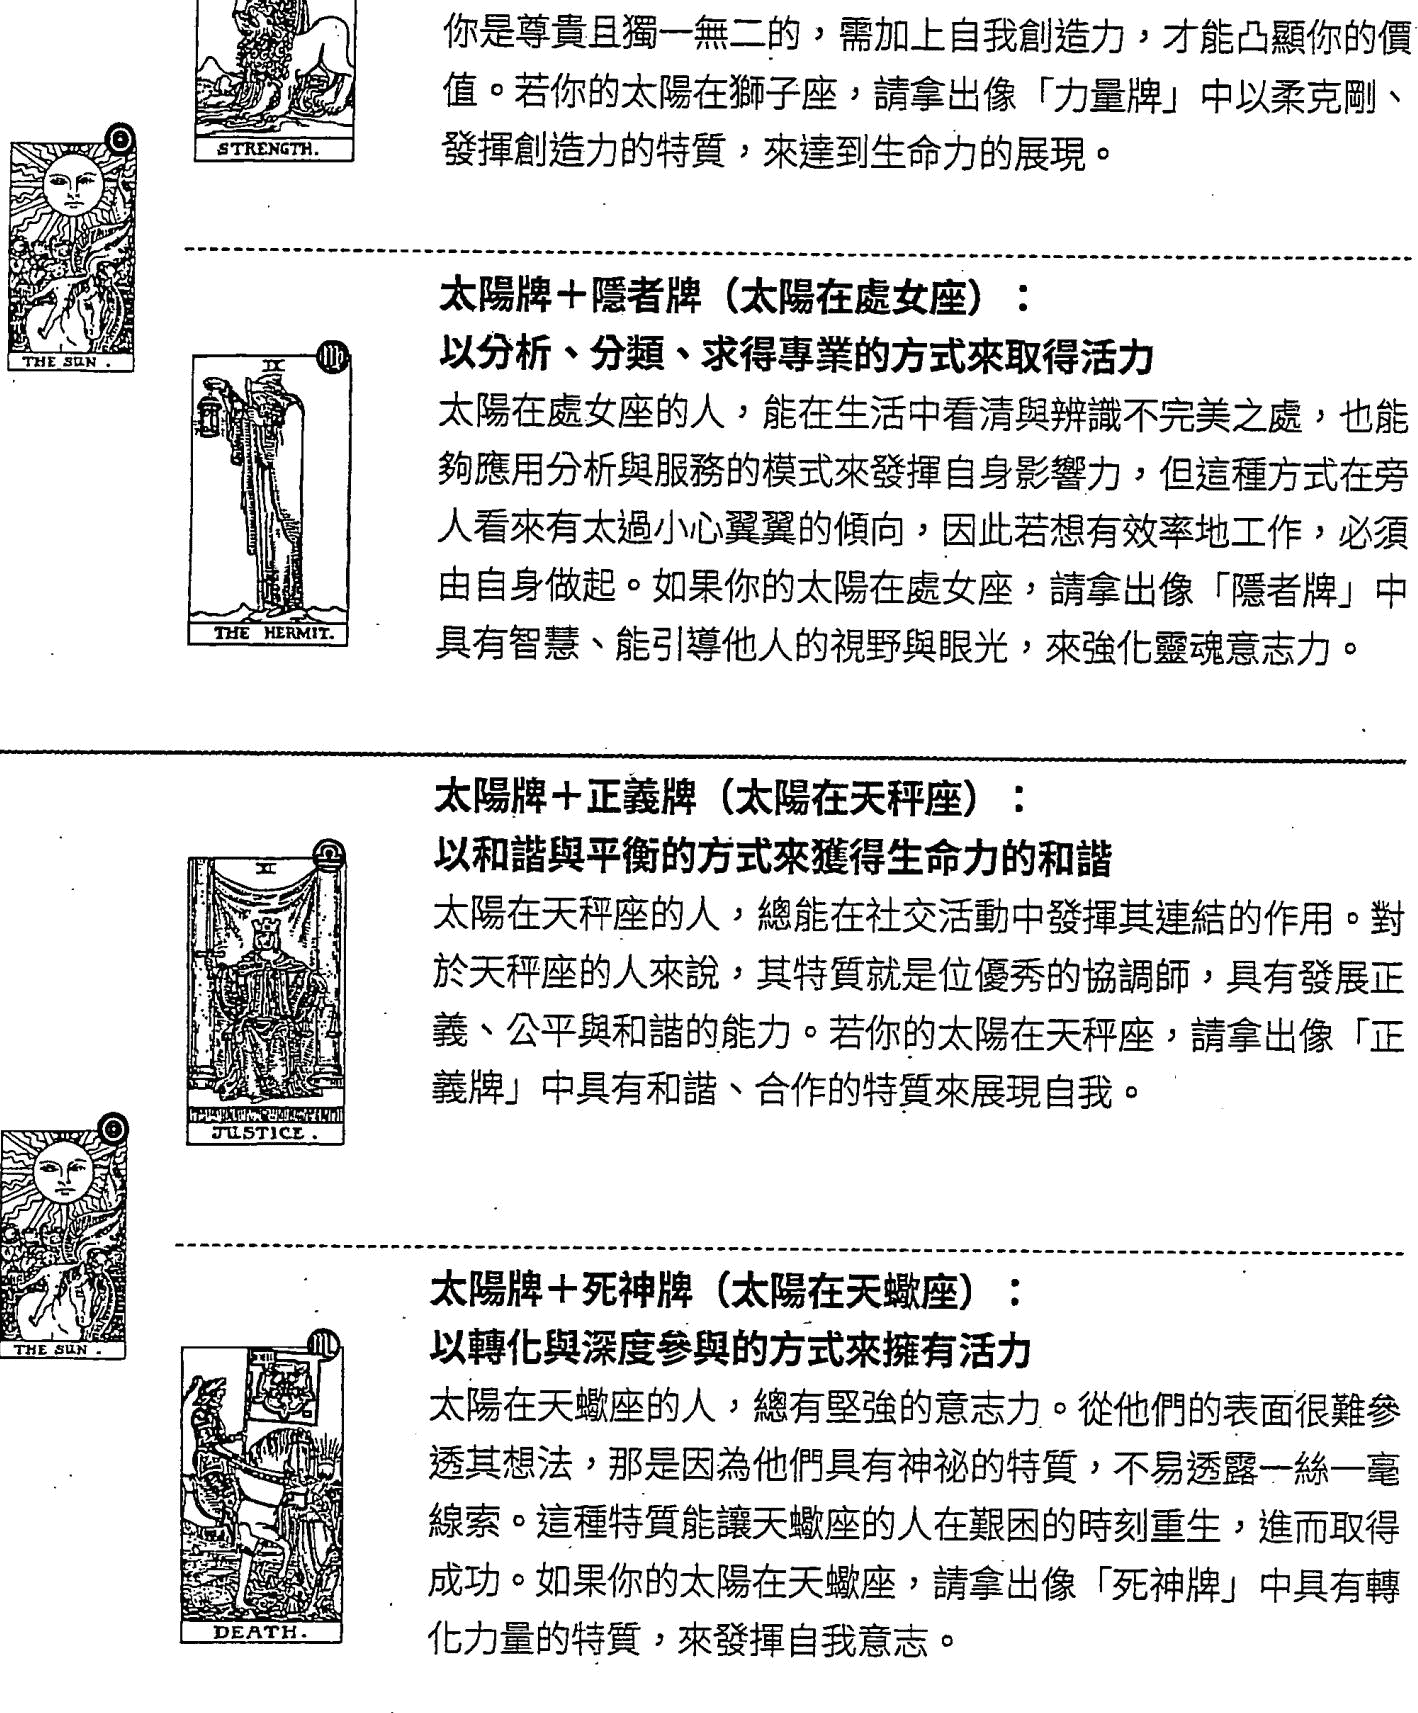 你是尊貴且獨一無二的，需加上自我創造力，才能凸顯你的價
值。若你的太陽在獅子座，請拿出像「力量牌」中以柔克剛、
發揮創造力的特質，來達到生命力的展現。
STRENGTH.
THE SUN .
太陽牌＋隱者牌（太陽在處女座）：
以分析、分類、求得專業的方式來取得活力
太陽在處女座的人，能在生活中看清與辨識不完美之處，也能
夠應用分析與服務的模式來發揮自身影響力，但這種方式在旁
人看來有太過小心翼翼的傾向，因此若想有效率地工作，必須
由自身做起。如果你的太陽在處女座，請拿出像「隱者牌」中
具有智慧、能引導他人的視野與眼光，來強化靈魂意志力。
IX
THE HERMIT.
太陽牌＋正義牌（太陽在天秤座）：
以和諧與平衡的方式來獲得生命力的和諧
太陽在天秤座的人，總能在社交活動中發揮其連結的作用。對
於天秤座的人來說，其特質就是位優秀的協調師，具有發展正
義、公平與和諧的能力。若你的太陽在天秤座，請拿出像「正
義牌」中具有和諧、合作的特質來展現自我。
XI
JUSTICE .
THE SUN .
太陽牌＋死神牌（太陽在天蠍座）：
以轉化與深度參與的方式來擁有活力
太陽在天蠍座的人，總有堅強的意志力。從他們的表面很難參
透其想法，那是因為他們具有神祕的特質，不易透露一絲一毫
線索。這種特質能讓天蠍座的人在艱困的時刻重生，進而取得
成功。如果你的太陽在天蠍座，請拿出像「死神牌」中具有轉
化力量的特質，來發揮自我意志。
XIII
DEATH.